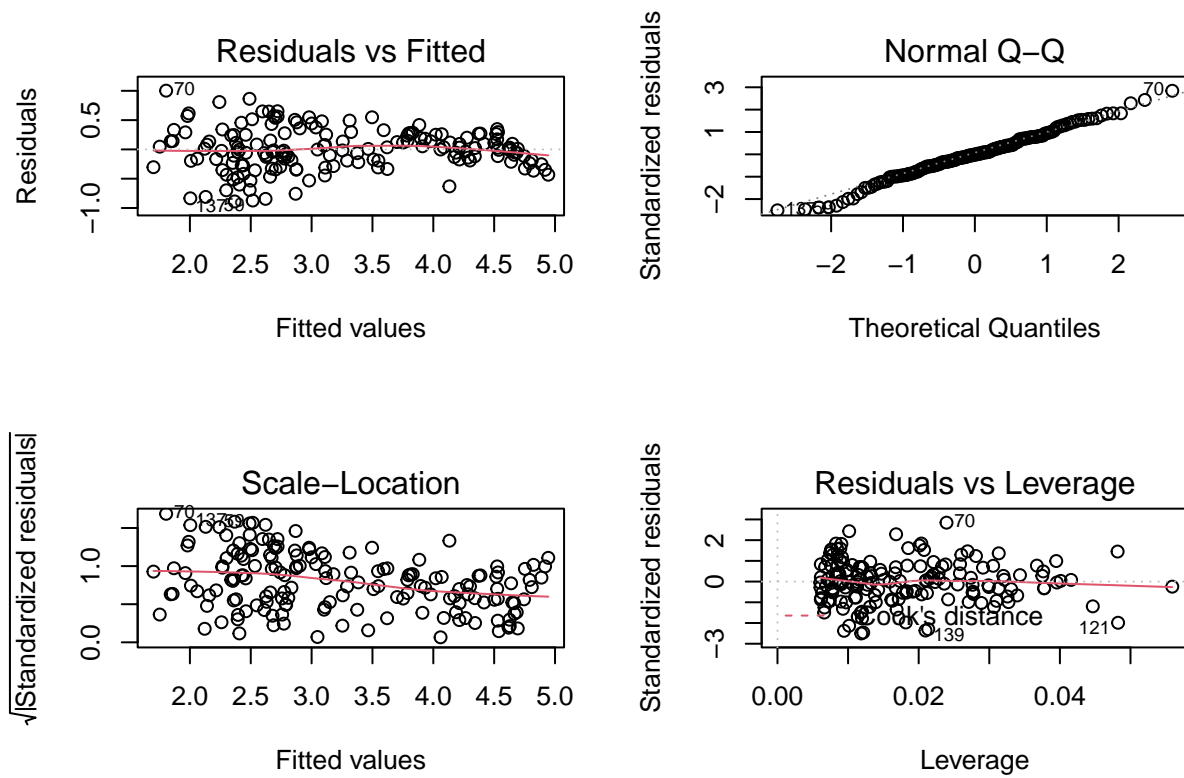 Residuals vs Fitted
Residuals
0.5
−1.0
70
2.0 2.5 3.0 3.5 4.0 4.5 5.0
Fitted values
Normal Q−Q
Standardized residuals
3
1
−2
70
−2 −1 0 1 2
Theoretical Quantiles
Scale−Location
√|Standardized residuals|
1.0
0.0
70
2.0 2.5 3.0 3.5 4.0 4.5 5.0
Fitted values
Residuals vs Leverage
Standardized residuals
2
0
−3
70
Cook's distance
139
121
0.00 0.02 0.04
Leverage